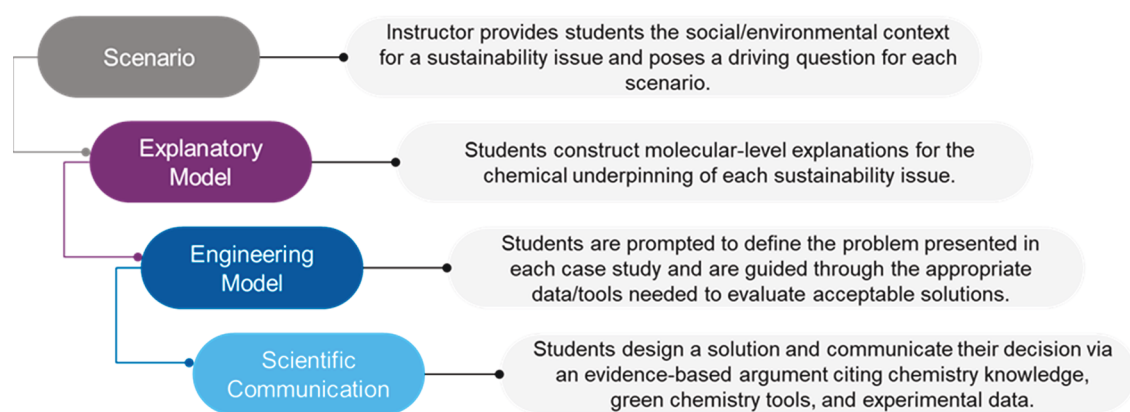 Scenario
Instructor provides students the social/environmental context
for a sustainability issue and poses a driving question for each
scenario.
Explanatory
Model
Students construct molecular-level explanations for the
chemical underpinning of each sustainability issue.
Engineering
Model
Students are prompted to define the problem presented in
each case study and are guided through the appropriate
data/tools needed to evaluate acceptable solutions.
Scientific
Communication
Students design a solution and communicate their decision via
an evidence-based argument citing chemistry knowledge,
green chemistry tools, and experimental data.